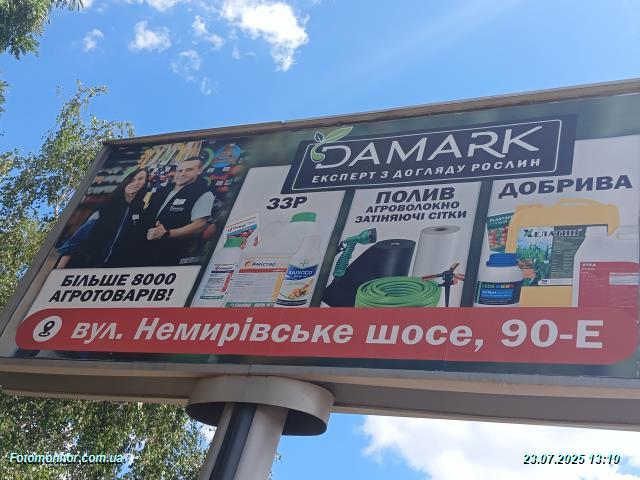 DAMARK
ЕКСПЕРТ З ДОГЛЯДУ РОСЛИН
ЗЗР
ПОЛИВ
АГРОВОЛОКНО
ЗАТІНЯЮЧІ СІТКИ
ДОБРИВА
БІЛЬШЕ 8000
АГРОТОВАРІВ!
вул. Немирівське шосе, 90-Е
Fotomonitor.com.ua
23.07.2025 13:10